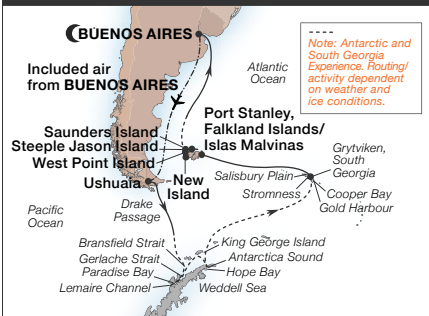 BUENOS AIRES
Included air
from BUENOS AIRES
Atlantic
Ocean
Note: Antarctic and
South Georgia
Experience. Routing/
activity dependent
on weather and
ice conditions.
Port Stanley,
Falkland Islands/
Islas Malvinas
Saunders Island
Steeple Jason Island
West Point Island
Ushuaia
New
Island
Grytviken,
South
Georgia
Salisbury Plain
Stromness
Cooper Bay
Gold Harbour
Pacific
Ocean
Drake
Passage
Bransfield Strait
Gerlache Strait
Paradise Bay
Lemaire Channel
King George Island
Antarctica Sound
Hope Bay
Weddell Sea